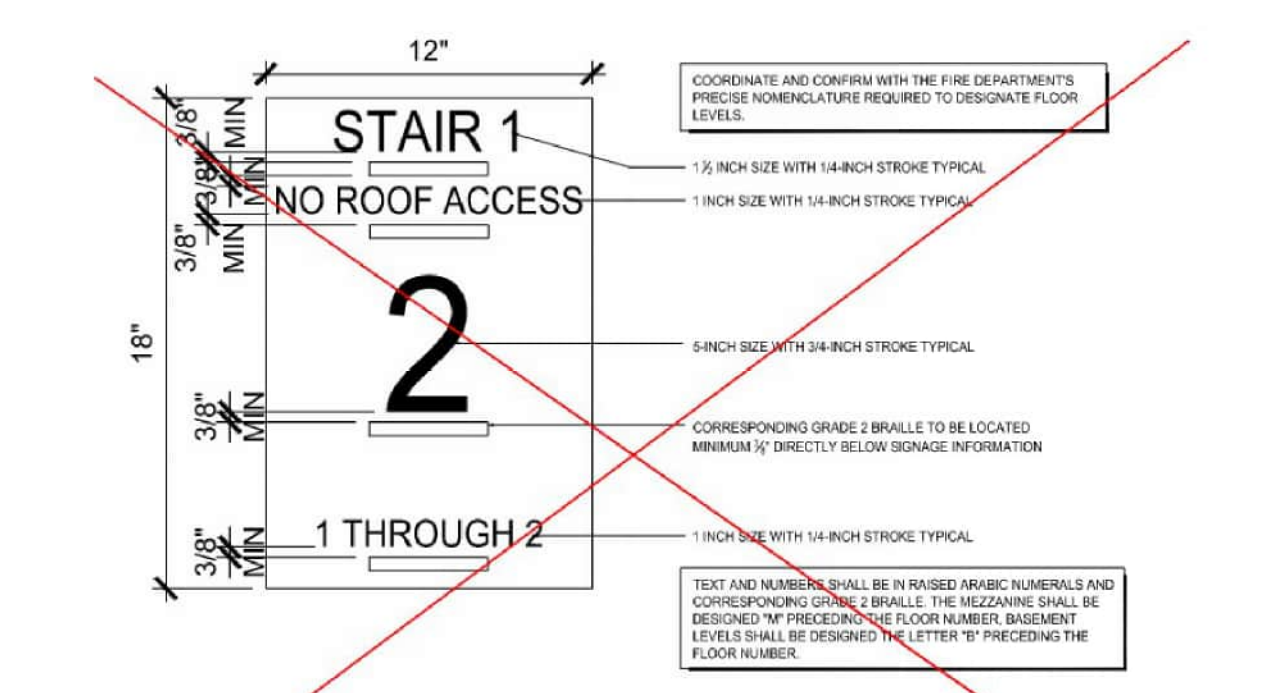 12"
COORDINATE AND CONFIRM WITH THE FIRE DEPARTMENT'S
PRECISE NOMENCLATURE REQUIRED TO DESIGNATE FLOOR
LEVELS.
3/8" MIN
STAIR 1
1 ½ INCH SIZE WITH 1/4-INCH STROKE TYPICAL
3/8" MIN
NO ROOF ACCESS
1 INCH SIZE WITH 1/4-INCH STROKE TYPICAL
3/8" MIN
18"
2
5-INCH SIZE WITH 3/4-INCH STROKE TYPICAL
3/8" MIN
CORRESPONDING GRADE 2 BRAILLE TO BE LOCATED
MINIMUM ⅜" DIRECTLY BELOW SIGNAGE INFORMATION
3/8" MIN
1 THROUGH 2
1 INCH SIZE WITH 1/4-INCH STROKE TYPICAL
TEXT AND NUMBERS SHALL BE IN RAISED ARABIC NUMERALS AND
CORRESPONDING GRADE 2 BRAILLE. THE MEZZANINE SHALL BE
DESIGNED "M" PRECEDING THE FLOOR NUMBER, BASEMENT
LEVELS SHALL BE DESIGNED THE LETTER "B" PRECEDING THE
FLOOR NUMBER.